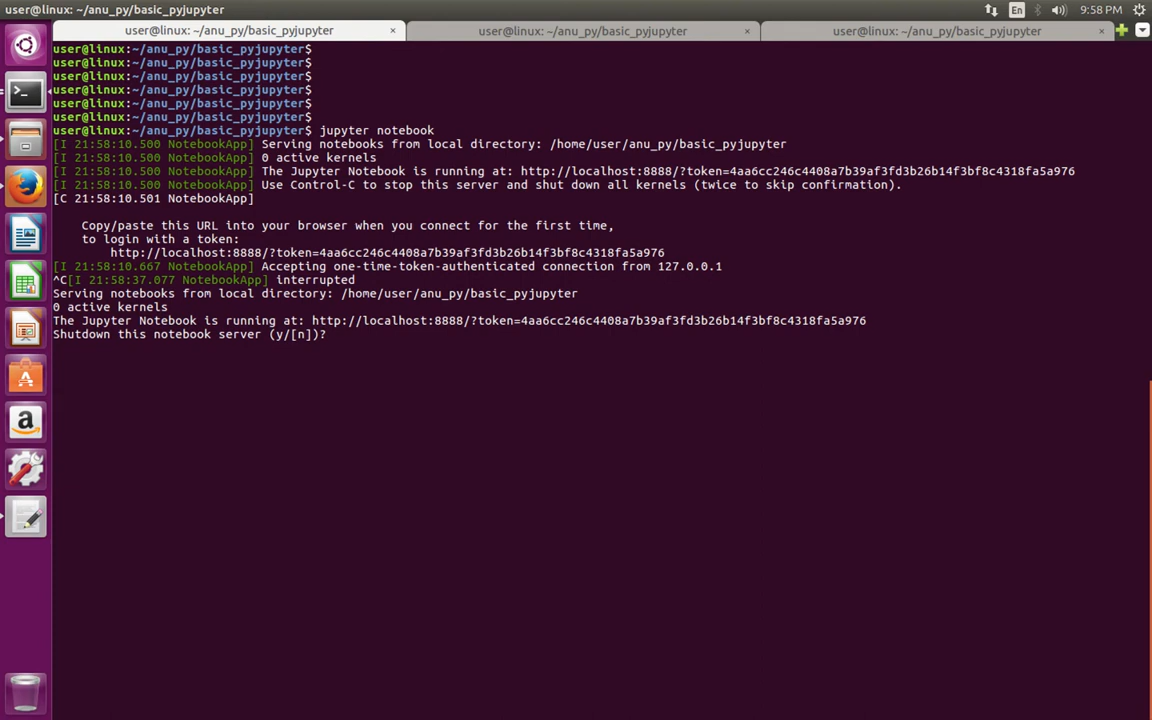 user@linux: ~/anu_py/basic_pyjupyter
En
9:58 PM
user@linux: ~/anu_py/basic_pyjupyter ×
user@linux: ~/anu_py/basic_pyjupyter ×
user@linux: ~/anu_py/basic_pyjupyter ×
user@linux:~/anu_py/basic_pyjupyter$
user@linux:~/anu_py/basic_pyjupyter$
user@linux:~/anu_py/basic_pyjupyter$
user@linux:~/anu_py/basic_pyjupyter$
user@linux:~/anu_py/basic_pyjupyter$
user@linux:~/anu_py/basic_pyjupyter$
user@linux:~/anu_py/basic_pyjupyter$ jupyter notebook
[I 21:58:10.500 NotebookApp] Serving notebooks from local directory: /home/user/anu_py/basic_pyjupyter
[I 21:58:10.500 NotebookApp] 0 active kernels
[I 21:58:10.500 NotebookApp] The Jupyter Notebook is running at: http://localhost:8888/?token=4aa6cc246c4408a7b39af3fd3b26b14f3bf8c4318fa5a976
[I 21:58:10.500 NotebookApp] Use Control-C to stop this server and shut down all kernels (twice to skip confirmation).
[C 21:58:10.501 NotebookApp]
Copy/paste this URL into your browser when you connect for the first time,
to login with a token:
http://localhost:8888/?token=4aa6cc246c4408a7b39af3fd3b26b14f3bf8c4318fa5a976
[I 21:58:10.667 NotebookApp] Accepting one-time-token-authenticated connection from 127.0.0.1
^C[I 21:58:37.077 NotebookApp] interrupted
Serving notebooks from local directory: /home/user/anu_py/basic_pyjupyter
0 active kernels
The Jupyter Notebook is running at: http://localhost:8888/?token=4aa6cc246c4408a7b39af3fd3b26b14f3bf8c4318fa5a976
Shutdown this notebook server (y/[n])?